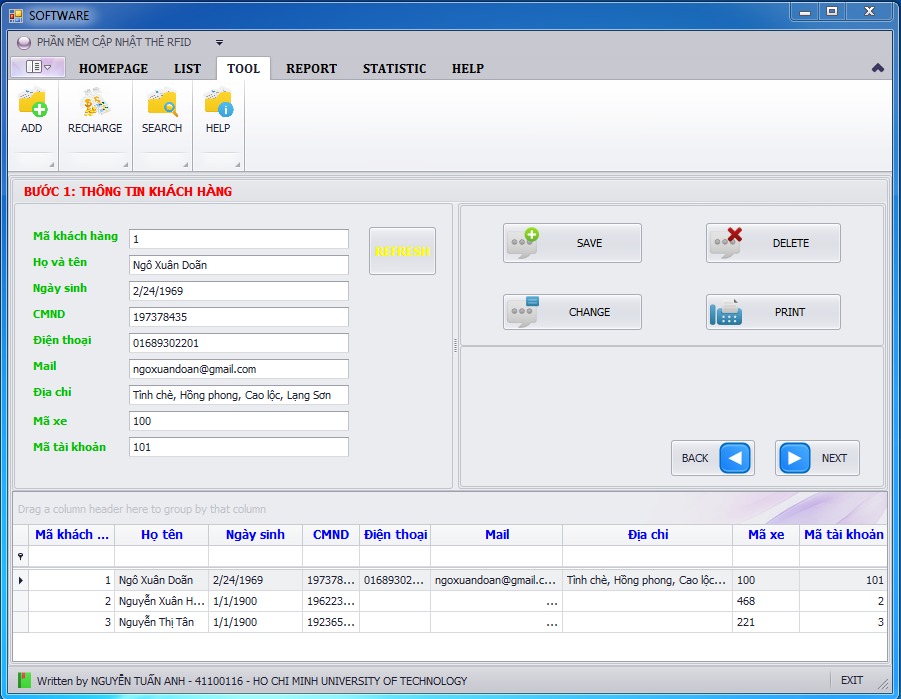 SOFTWARE
PHẦN MỀM CẬP NHẬT THẺ RFID
HOMEPAGE LIST TOOL REPORT STATISTIC HELP
ADD RECHARGE SEARCH HELP
BƯỚC 1: THÔNG TIN KHÁCH HÀNG
Mã khách hàng 1
Họ và tên Ngô Xuân Doãn
Ngày sinh 2/24/1969
CMND 197378435
Điện thoại 01689302201
Mail ngoxuandoan@gmail.com
Địa chỉ Tỉnh chè, Hồng phong, Cao lộc, Lạng Sơn
Mã xe 100
Mã tài khoản 101
REFRESH
SAVE DELETE
CHANGE PRINT
BACK NEXT
Drag a column header here to group by that column
Mã khách ... Họ tên Ngày sinh CMND Điện thoại Mail Địa chỉ Mã xe Mã tài khoản
1 Ngô Xuân Doãn 2/24/1969 197378... 01689302... ngoxuandoan@gmail.c... Tỉnh chè, Hồng phong, Cao lộc... 100 101
2 Nguyễn Xuân H... 1/1/1900 196223... ... 468 2
3 Nguyễn Thị Tân 1/1/1900 192365... ... 221 3
Written by NGUYỄN TUẤN ANH - 41100116 - HO CHI MINH UNIVERSITY OF TECHNOLOGY EXIT